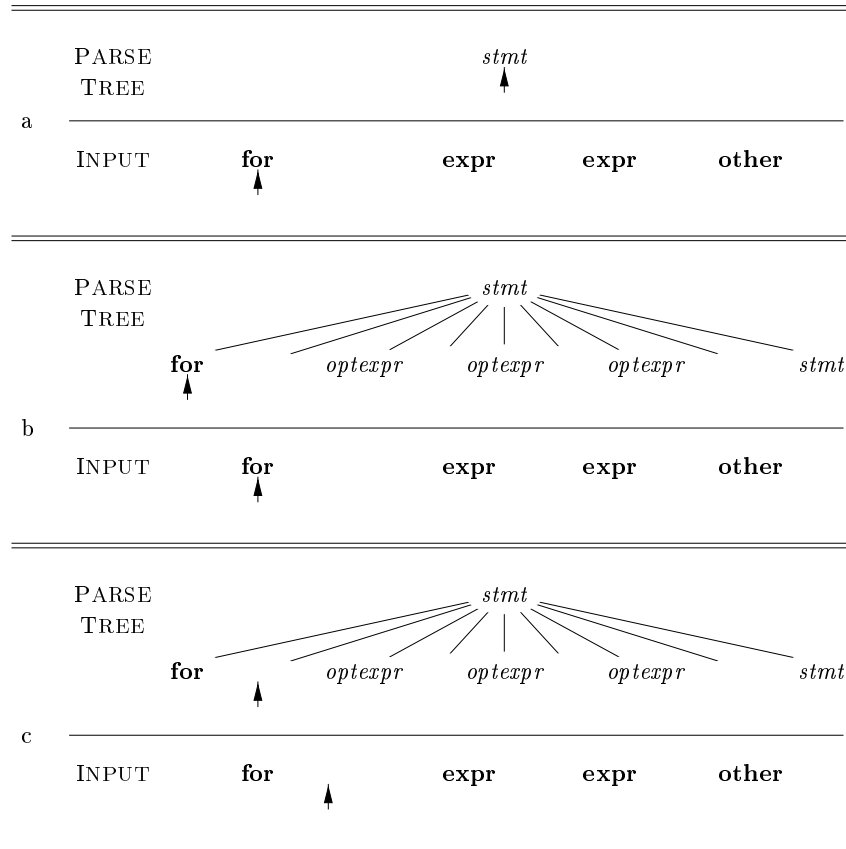 PARSE stmt
TREE
a
INPUT for expr expr other
PARSE stmt
TREE
for optexpr optexpr optexpr stmt
b
INPUT for expr expr other
PARSE stmt
TREE
for optexpr optexpr optexpr stmt
c
INPUT for expr expr other